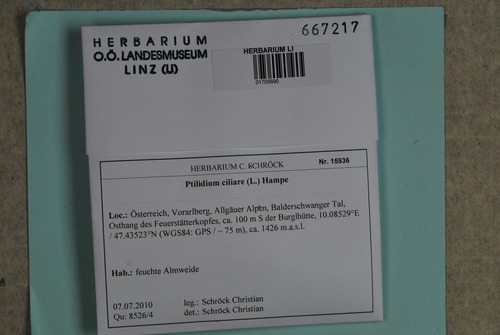 667217
HERBARIUM
O.Ö. LANDESMUSEUM
LINZ (LI)
HERBARIUM LI
01705690
HERBARIUM C. SCHRÖCK Nr. 15936
Ptilidium ciliare (L.) Hampe
Loc.: Österreich, Vorarlberg, Allgäuer Alpen, Balderschwanger Tal,
Osthang des Feuerstätterkopfes, ca. 100 m S der Burglhütte, 10.08529°E
/ 47.43523°N (WGS84: GPS / ~ 75 m), ca. 1426 m.a.s.l.
Hab.: feuchte Almweide
07.07.2010 leg.: Schröck Christian
Qu: 8526/4 det.: Schröck Christian